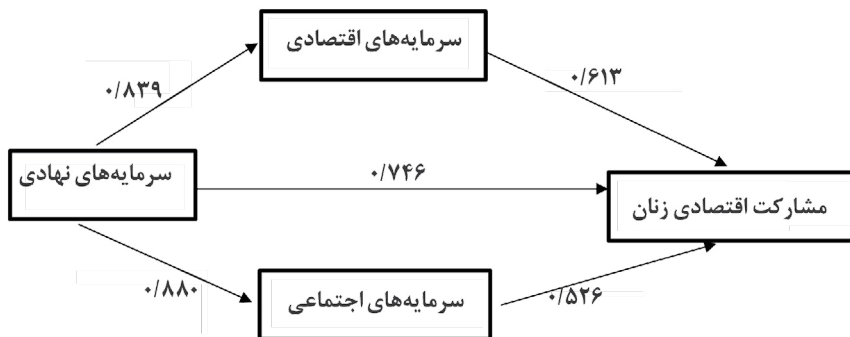 سرمایه‌های اقتصادی
۰/۸۳۹
۰/۶۱۳
سرمایه‌های نهادی
۰/۷۴۶
مشارکت اقتصادی زنان
۰/۸۸۰
سرمایه‌های اجتماعی
۰/۵۲۶